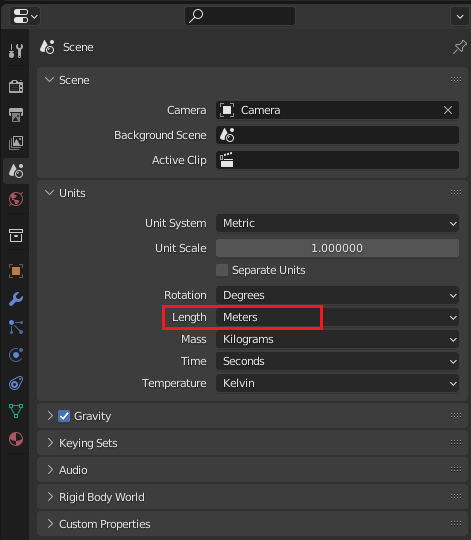 Scene
Scene
Camera Camera
Background Scene
Active Clip
Units
Unit System Metric
Unit Scale 1.000000
Separate Units
Rotation Degrees
Length Meters
Mass Kilograms
Time Seconds
Temperature Kelvin
Gravity
Keying Sets
Audio
Rigid Body World
Custom Properties